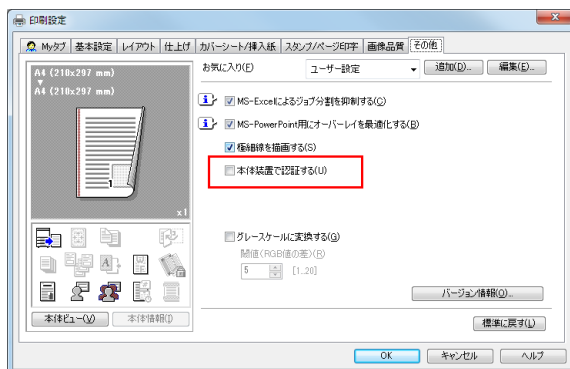 印刷設定
Myタブ 基本設定 レイアウト 仕上げ カバーシート/挿入紙 スタンプ/ページ印字 画像品質 その他
A4 (210x297 mm)
A4 (210x297 mm)
1
x1
本体ビュー(V) 本体情報(I)
お気に入り(F) ユーザー設定 追加(D)... 編集(E)...
MS-Excelによるジョブ分割を抑制する(C)
MS-PowerPoint用にオーバーレイを最適化する(B)
極細線を描画する(S)
本体装置で認証する(U)
グレースケールに変換する(G)
閾値(RGB値の差)(R)
5 [1..20]
バージョン情報(O)...
標準に戻す(L)
OK キャンセル ヘルプ